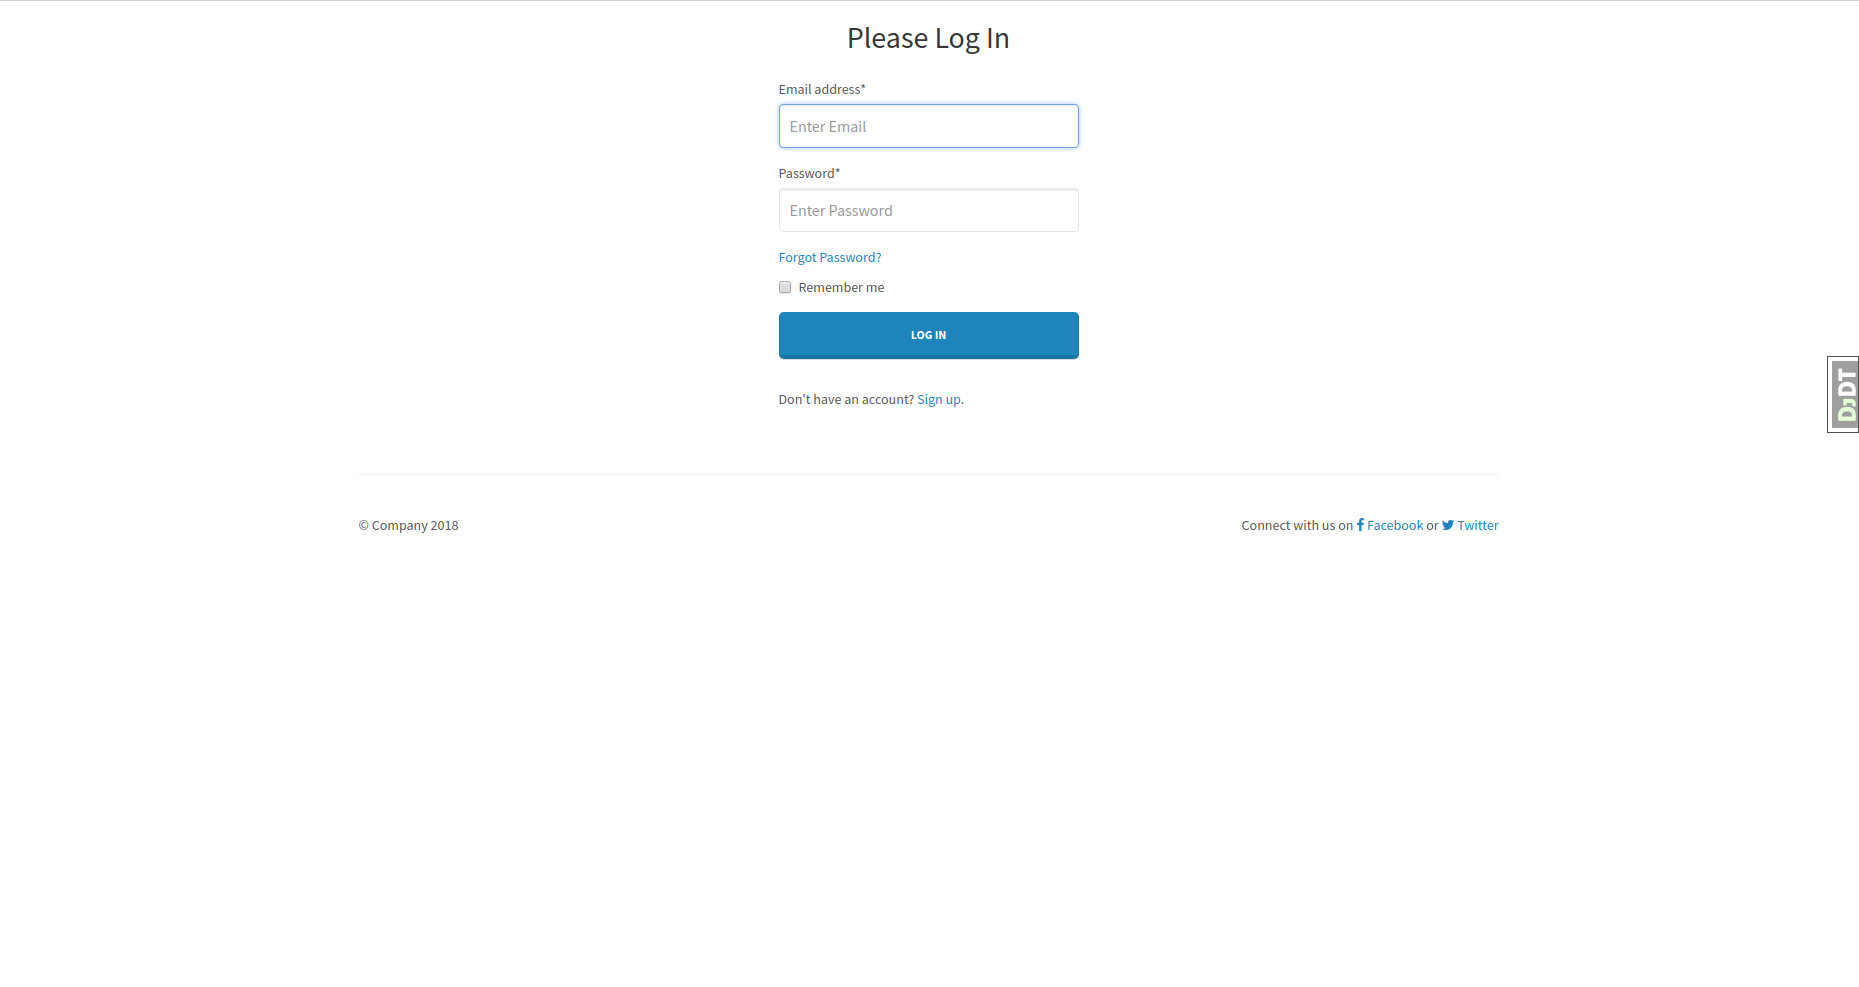 Please Log In
Email address*
Enter Email
Password*
Enter Password
Forgot Password?
Remember me
LOG IN
Don't have an account? Sign up.
DJDT
© Company 2018
Connect with us on Facebook or Twitter